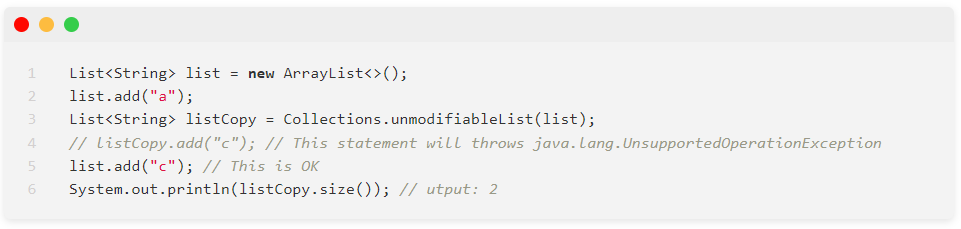 1 List<String> list = new ArrayList<>();
2 list.add("a");
3 List<String> listCopy = Collections.unmodifiableList(list);
4 // listCopy.add("c"); // This statement will throws java.lang.UnsupportedOperationException
5 list.add("c"); // This is OK
6 System.out.println(listCopy.size()); // utput: 2